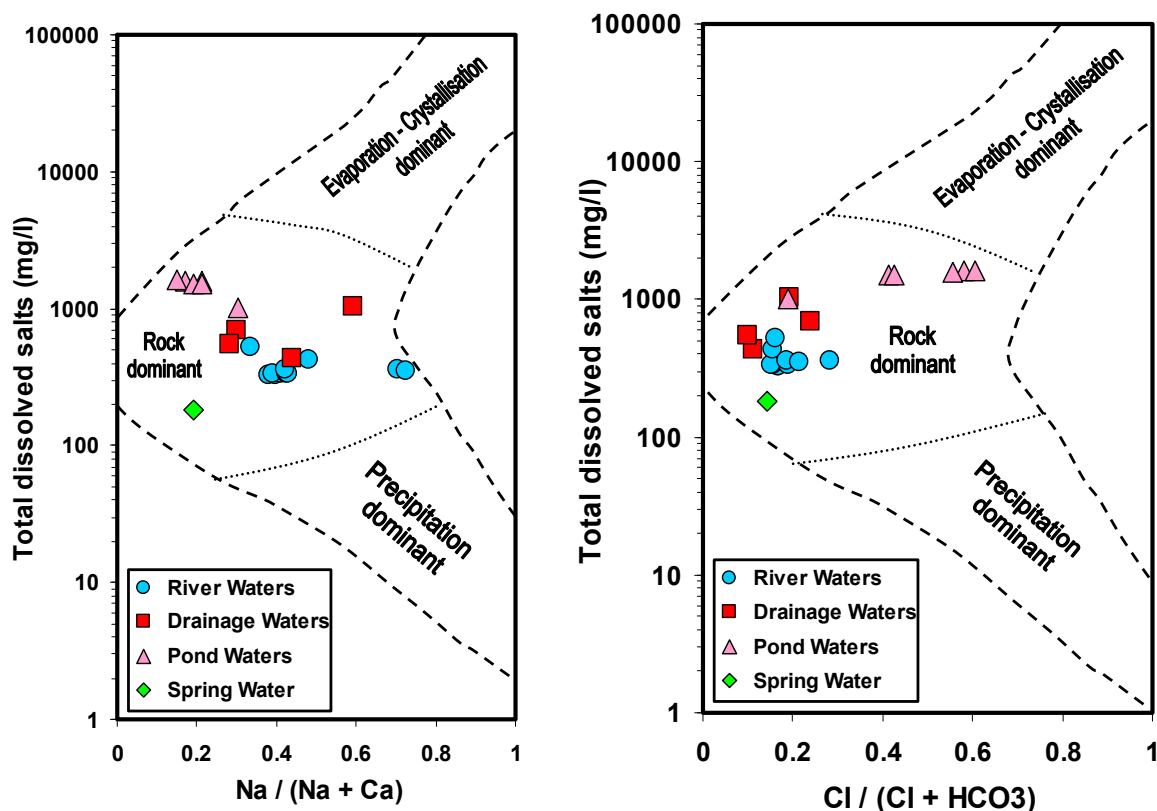 100000
10000
1000
100
10
1
Total dissolved salts (mg/l)
Evaporation - Crystallisation
dominant
Rock
dominant
Precipitation
dominant
River Waters
Drainage Waters
Pond Waters
Spring Water
0 0.2 0.4 0.6 0.8 1
Na / (Na + Ca)
100000
10000
1000
100
10
1
Total dissolved salts (mg/l)
Evaporation - Crystallisation
dominant
Rock
dominant
Precipitation
dominant
River Waters
Drainage Waters
Pond Waters
Spring Water
0 0.2 0.4 0.6 0.8 1
Cl / (Cl + HCO3)